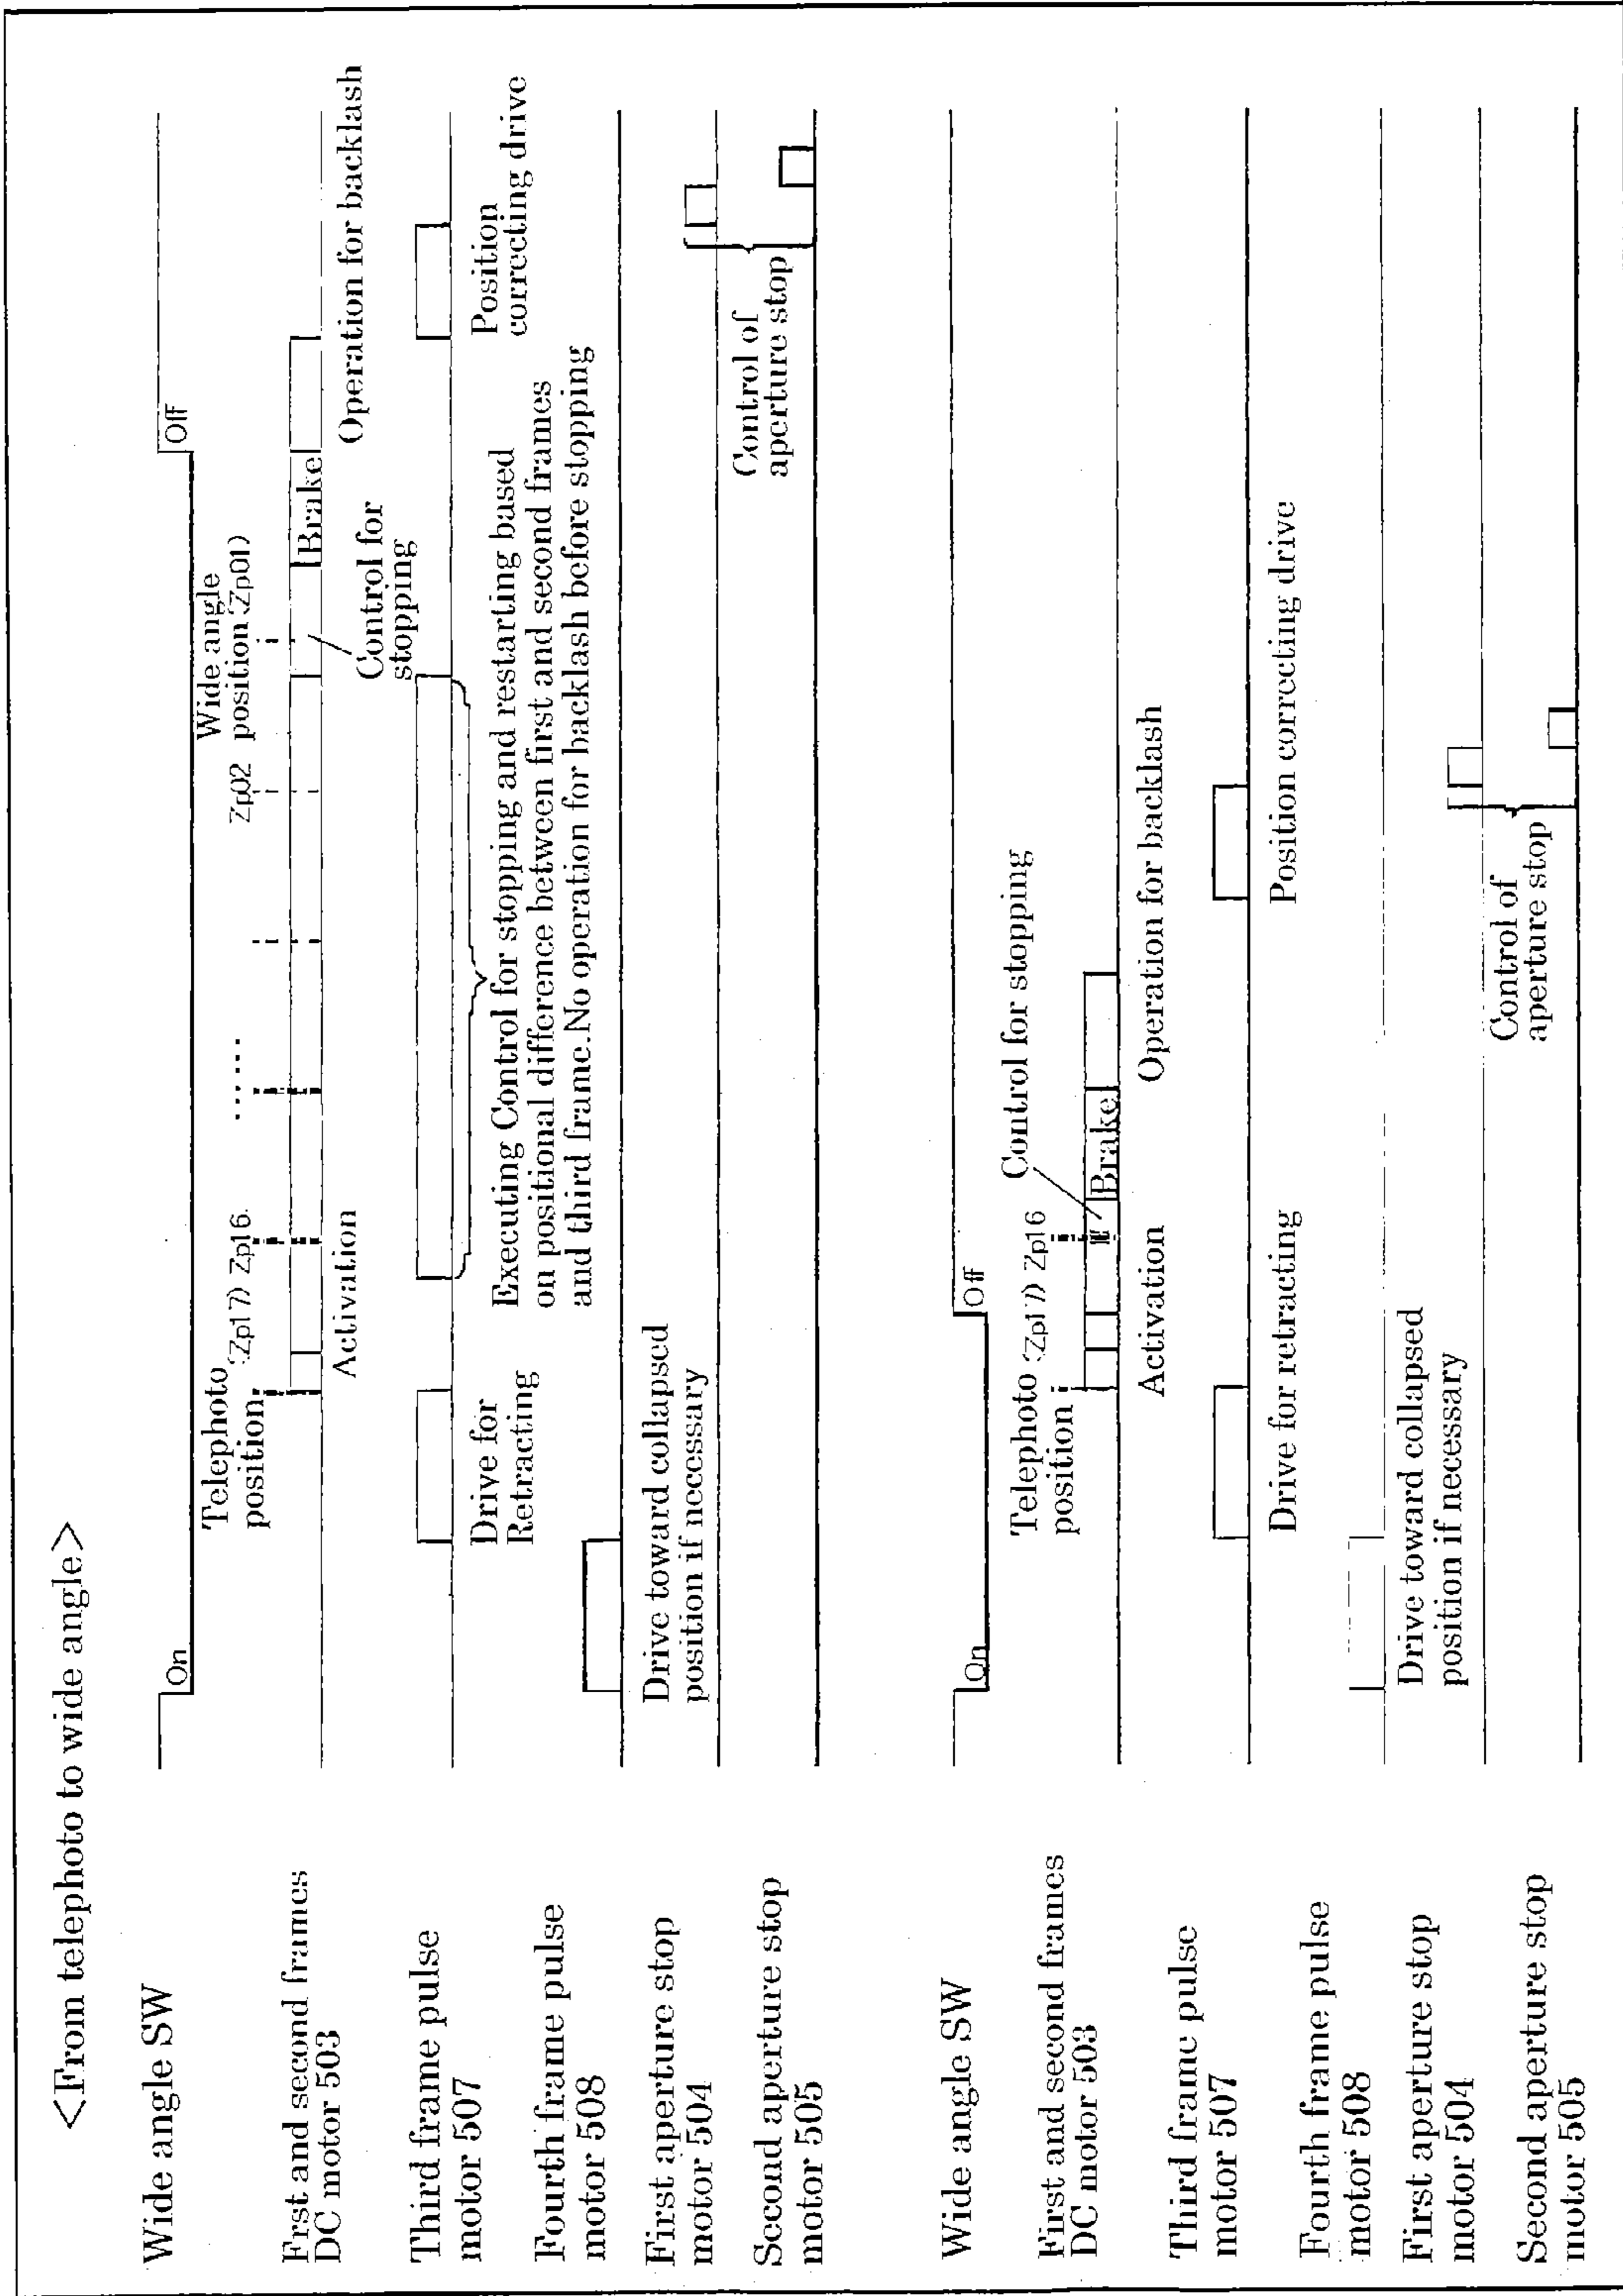 <From telephoto to wide angle>
Wide angle SW
On
Off
Telephoto
position
(Zp17)
Zp16
......
Zp02
Wide angle
position (Zp01)
Frst and second frames
DC motor 503
Activation
Brake
Control for
stopping
Operation for backlash
Third frame pulse
motor 507
Drive for
Retracting
Executing Control for stopping and restarting based
on positional difference between first and second frames
and third frame.No operation for backlash before stopping
Position
correcting drive
Fourth frame pulse
motor 508
Drive toward collapsed
position if necessary
First aperture stop
motor 504
Control of
aperture stop
Second aperture stop
motor 505
Wide angle SW
On
Off
Telephoto
position
(Zp17)
Zp16
Control for stopping
First and second frames
DC motor 503
Activation
Brake
Operation for backlash
Third frame pulse
motor 507
Drive for retracting
Position correcting drive
Fourth frame pulse
motor 508
Drive toward collapsed
position if necessary
First aperture stop
motor 504
Control of
aperture stop
Second aperture stop
motor 505